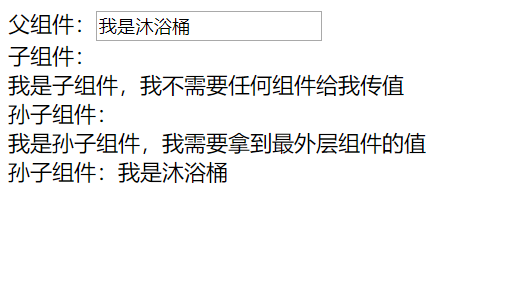 父组件：我是沐浴桶
子组件：
我是子组件，我不需要任何组件给我传值
孙子组件：
我是孙子组件，我需要拿到最外层组件的值
孙子组件：我是沐浴桶